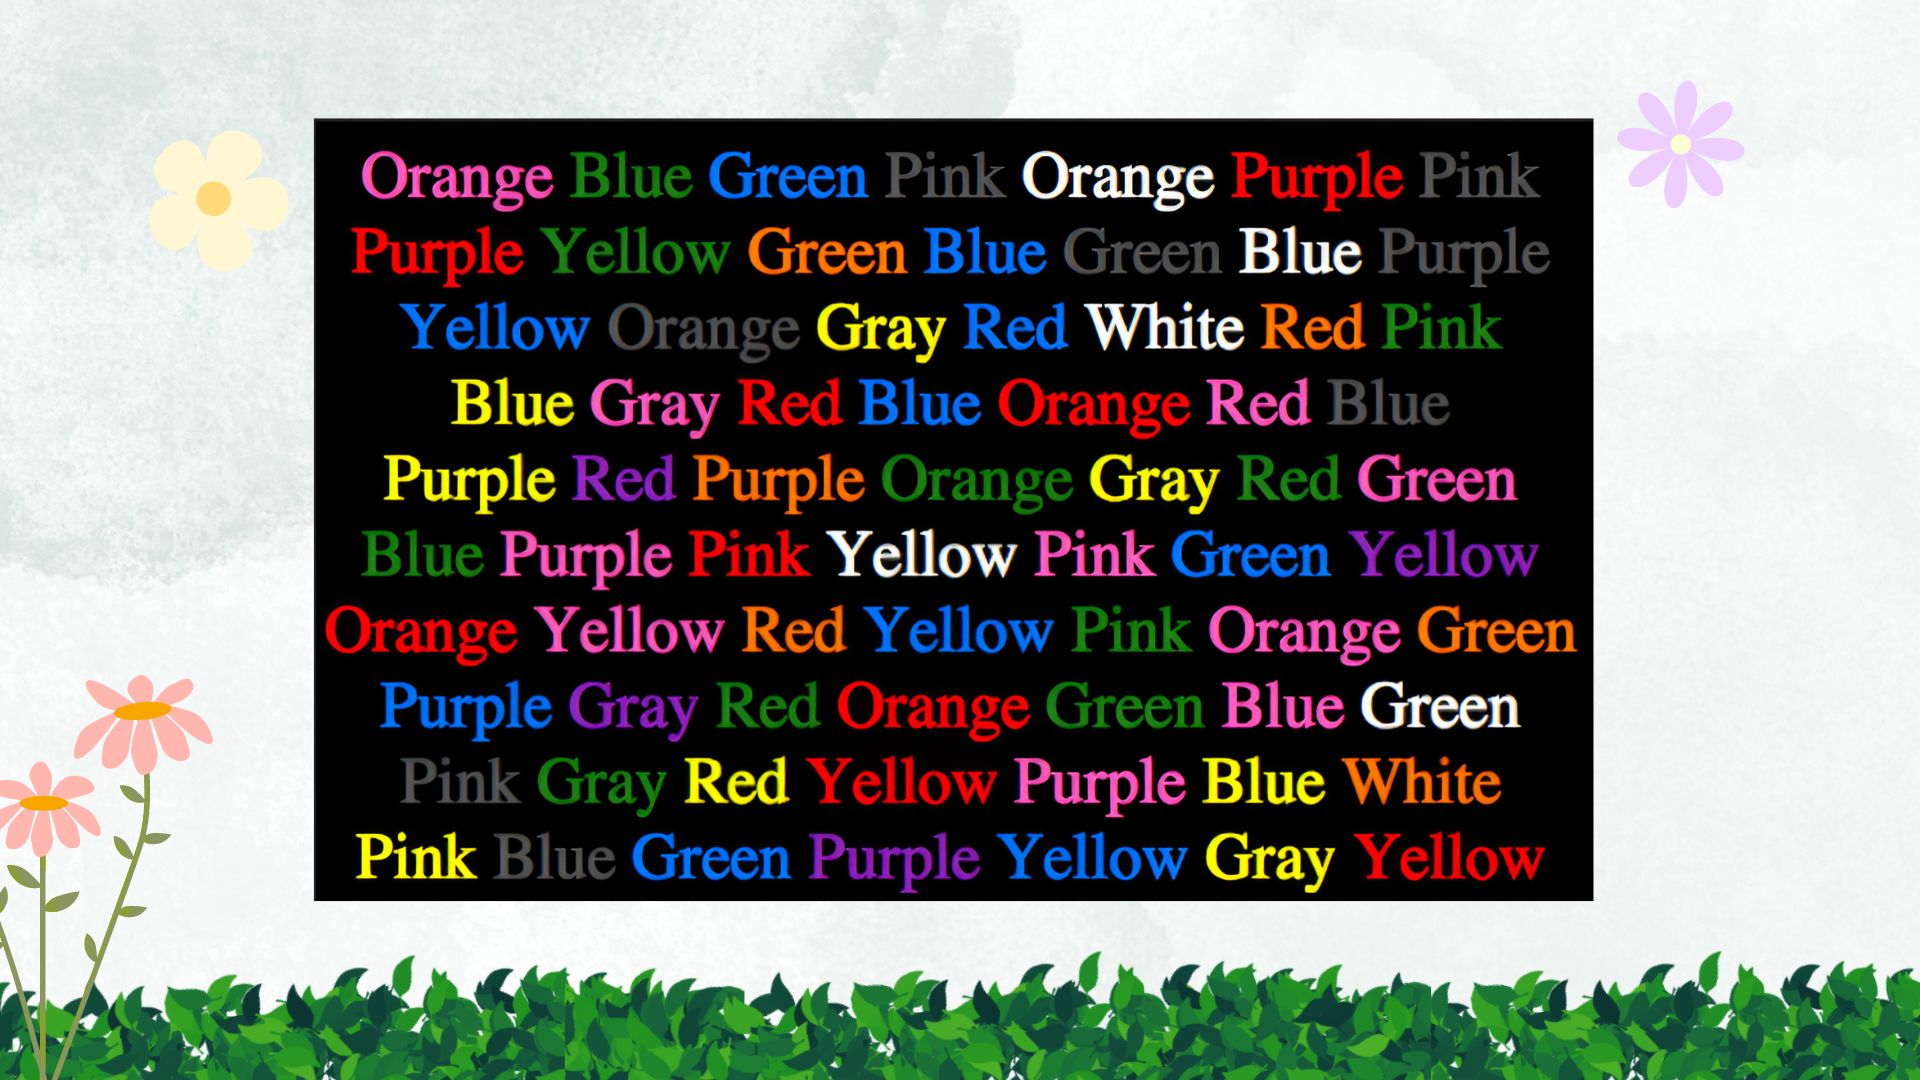 Orange Blue Green Pink Orange Purple Pink
Purple Yellow Green Blue Green Blue Purple
Yellow Orange Gray Red White Red Pink
Blue Gray Red Blue Orange Red Blue
Purple Red Purple Orange Gray Red Green
Blue Purple Pink Yellow Pink Green Yellow
Orange Yellow Red Yellow Pink Orange Green
Purple Gray Red Orange Green Blue Green
Pink Gray Red Yellow Purple Blue White
Pink Blue Green Purple Yellow Gray Yellow